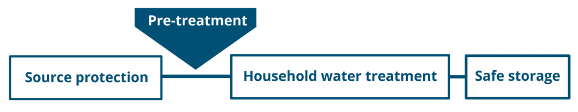 Pre-treatment
Source protection
Household water treatment
Safe storage